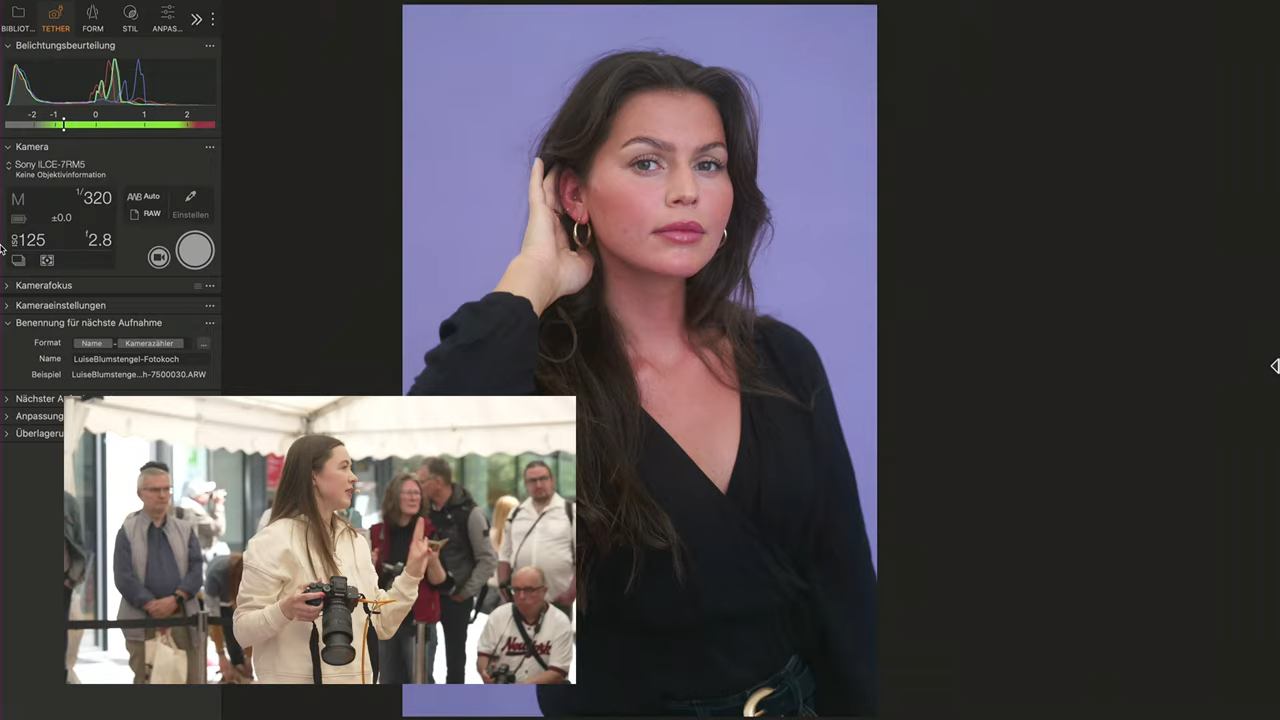 BIBLIOT... TETHER FORM STIL ANPAS...
Belichtungsbeurteilung
-2 -1 0 1 2
Kamera
Sony ILCE-7RM5
Keine Objektivinformation
M 1/320
±0.0
ISO 125 f2.8
AWB Auto
RAW
Einstellen
Kamerafokus
Kameraeinstellungen
Benennung für nächste Aufnahme
Format Name - Kamerazähler ...
Name LuiseBlumstengel-Fotokoch
Beispiel LuiseBlumstenge...h-7500030.ARW
Nächster
Anpassung
Überlageru